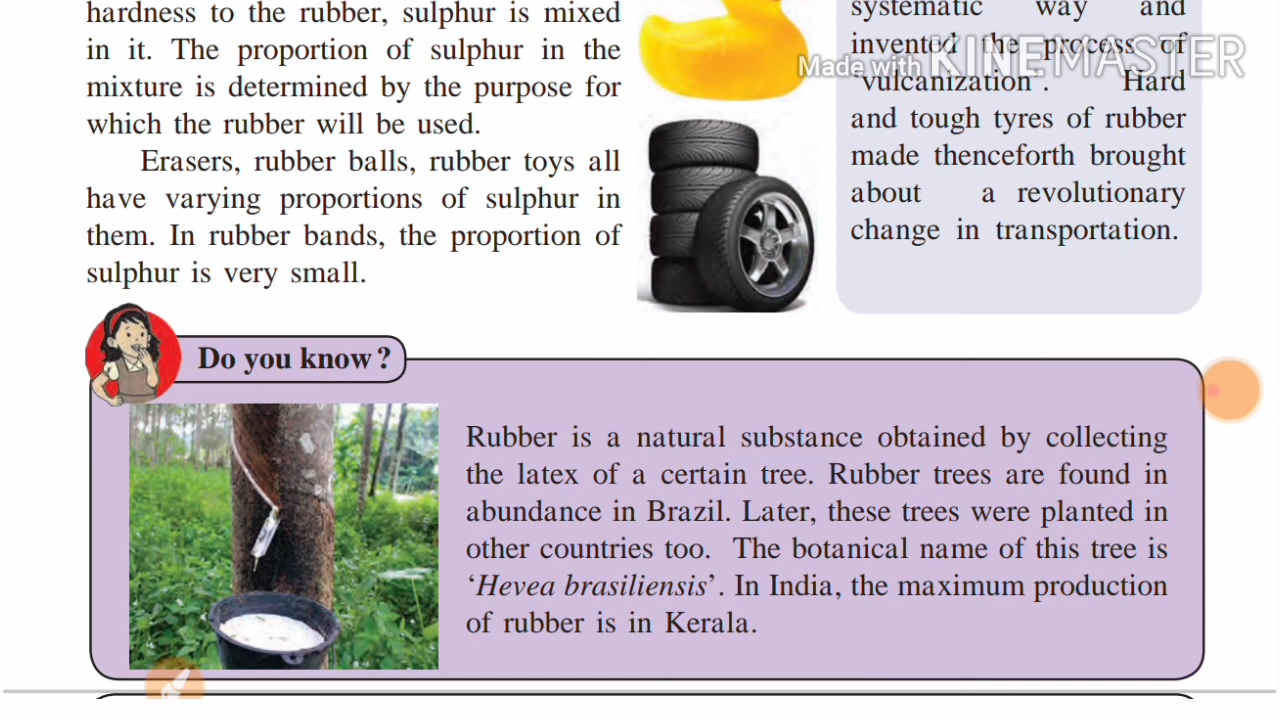 hardness to the rubber, sulphur is mixed
in it. The proportion of sulphur in the
mixture is determined by the purpose for
which the rubber will be used.
Erasers, rubber balls, rubber toys all
have varying proportions of sulphur in
them. In rubber bands, the proportion of
sulphur is very small.
systematic way and
invented the process of
‘vulcanization’. Hard
and tough tyres of rubber
made thenceforth brought
about a revolutionary
change in transportation.
Made with KINEMASTER
Do you know?
Rubber is a natural substance obtained by collecting
the latex of a certain tree. Rubber trees are found in
abundance in Brazil. Later, these trees were planted in
other countries too. The botanical name of this tree is
‘Hevea brasiliensis’. In India, the maximum production
of rubber is in Kerala.